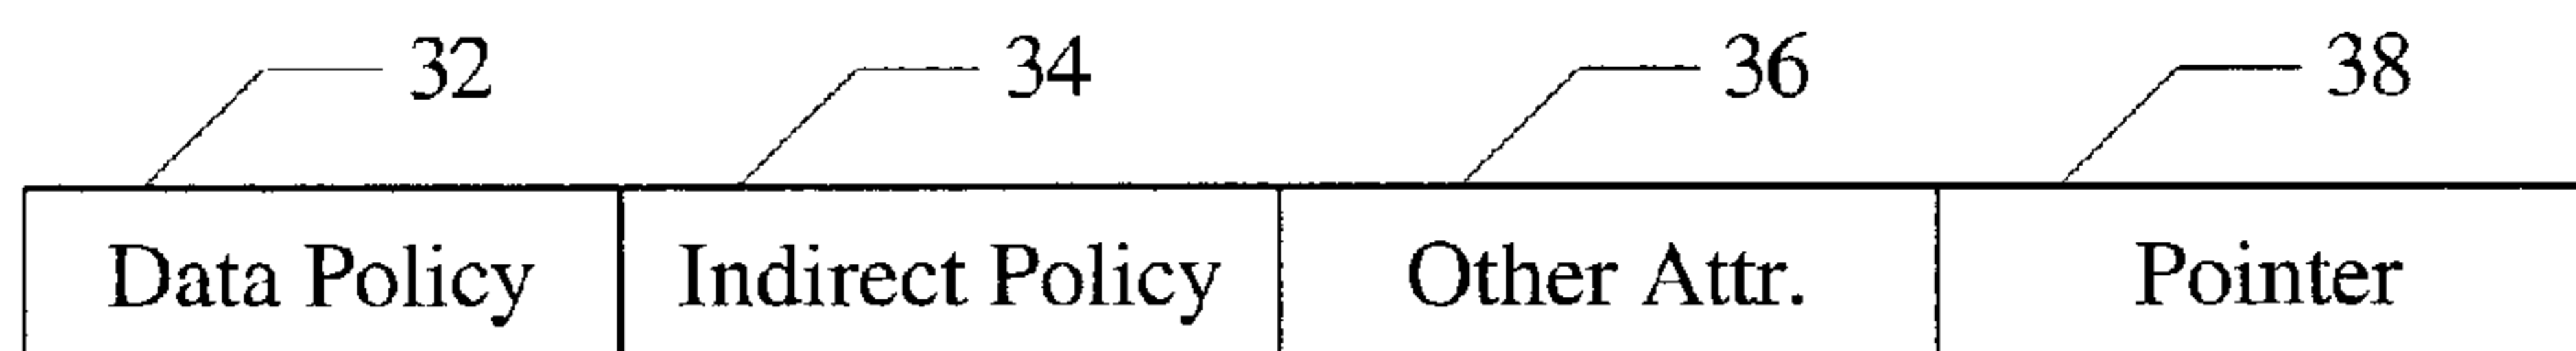 32 34 36 38
Data Policy Indirect Policy Other Attr. Pointer